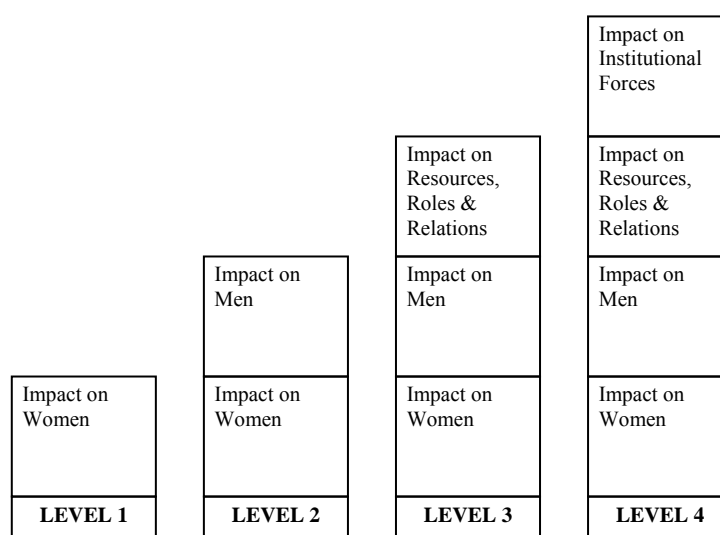 Impact on
Institutional
Forces
Impact on
Resources,
Roles &
Relations
Impact on
Resources,
Roles &
Relations
Impact on
Men
Impact on
Men
Impact on
Men
Impact on
Women
Impact on
Women
Impact on
Women
Impact on
Women
LEVEL 1
LEVEL 2
LEVEL 3
LEVEL 4